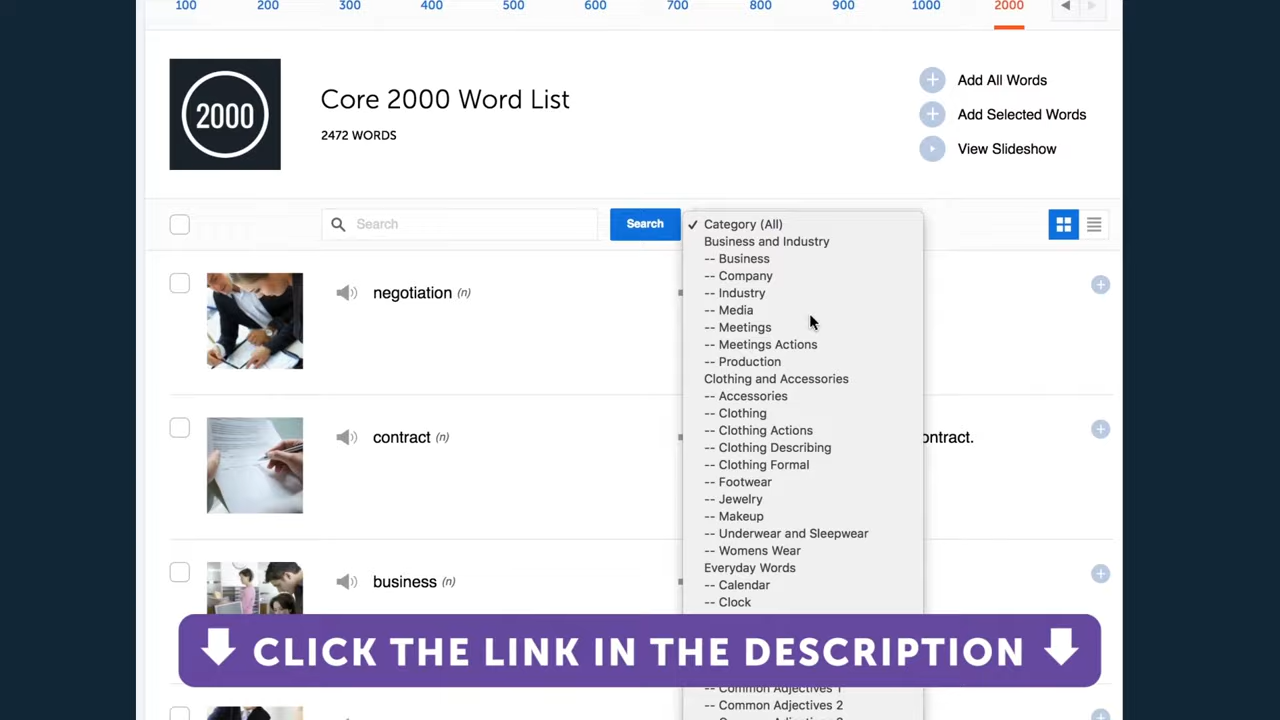 100 200 300 400 500 600 700 800 900 1000 2000
2000
Core 2000 Word List
2472 WORDS
Add All Words
Add Selected Words
View Slideshow
Search
Search
Category (All)
Business and Industry
-- Business
-- Company
-- Industry
-- Media
-- Meetings
-- Meetings Actions
-- Production
Clothing and Accessories
-- Accessories
-- Clothing
-- Clothing Actions
-- Clothing Describing
-- Clothing Formal
-- Footwear
-- Jewelry
-- Makeup
-- Underwear and Sleepwear
-- Womens Wear
Everyday Words
-- Calendar
-- Clock
-- Common Adjectives 1
-- Common Adjectives 2
negotiation (n)
contract (n)
ontract.
business (n)
CLICK THE LINK IN THE DESCRIPTION